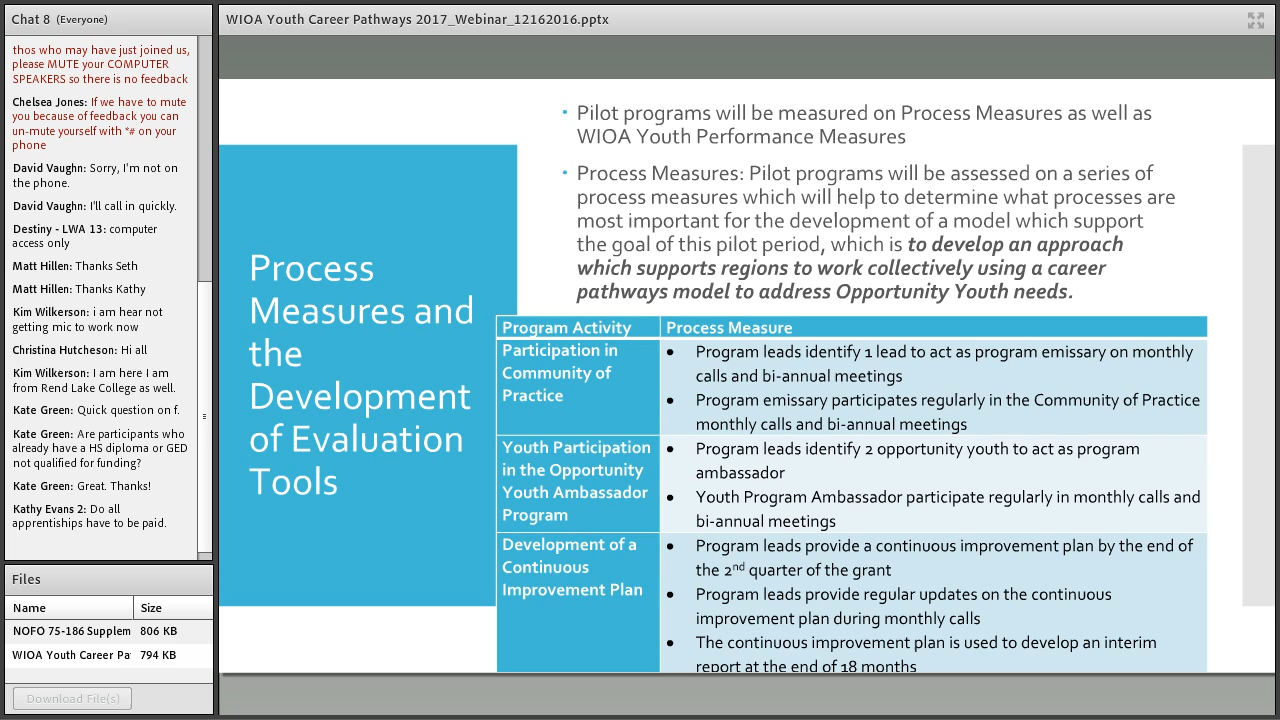 Chat 8 (Everyone)
thos who may have just joined us,
please MUTE your COMPUTER
SPEAKERS so there is no feedback
Chelsea Jones: If we have to mute
you because of feedback you can
un-mute yourself with *# on your
phone
David Vaughn: Sorry, I'm not on
the phone.
David Vaughn: I'll call in quickly.
Destiny - LWA 13: computer
access only
Matt Hillen: Thanks Seth
Matt Hillen: Thanks Kathy
Kim Wilkerson: i am hear not
getting mic to work now
Christina Hutcheson: Hi all
Kim Wilkerson: I am here I am
from Rend Lake College as well.
Kate Green: Quick question on f.
Kate Green: Are participants who
already have a HS diploma or GED
not qualified for funding?
Kate Green: Great. Thanks!
Kathy Evans 2: Do all
apprentiships have to be paid.
Files
Name Size
NOFO 75-186 Supplem 806 KB
WIOA Youth Career Pa 794 KB
Download File(s)
WIOA Youth Career Pathways 2017_Webinar_12162016.pptx
Process
Measures and
the
Development
of Evaluation
Tools
• Pilot programs will be measured on Process Measures as well as
WIOA Youth Performance Measures
• Process Measures: Pilot programs will be assessed on a series of
process measures which will help to determine what processes are
most important for the development of a model which support
the goal of this pilot period, which is to develop an approach
which supports regions to work collectively using a career
pathways model to address Opportunity Youth needs.
Program Activity
Process Measure
Participation in
Community of
Practice
• Program leads identify 1 lead to act as program emissary on monthly
calls and bi-annual meetings
• Program emissary participates regularly in the Community of Practice
monthly calls and bi-annual meetings
Youth Participation
in the Opportunity
Youth Ambassador
Program
• Program leads identify 2 opportunity youth to act as program
ambassador
• Youth Program Ambassador participate regularly in monthly calls and
bi-annual meetings
Development of a
Continuous
Improvement Plan
• Program leads provide a continuous improvement plan by the end of
the 2nd quarter of the grant
• Program leads provide regular updates on the continuous
improvement plan during monthly calls
• The continuous improvement plan is used to develop an interim
report at the end of 18 months